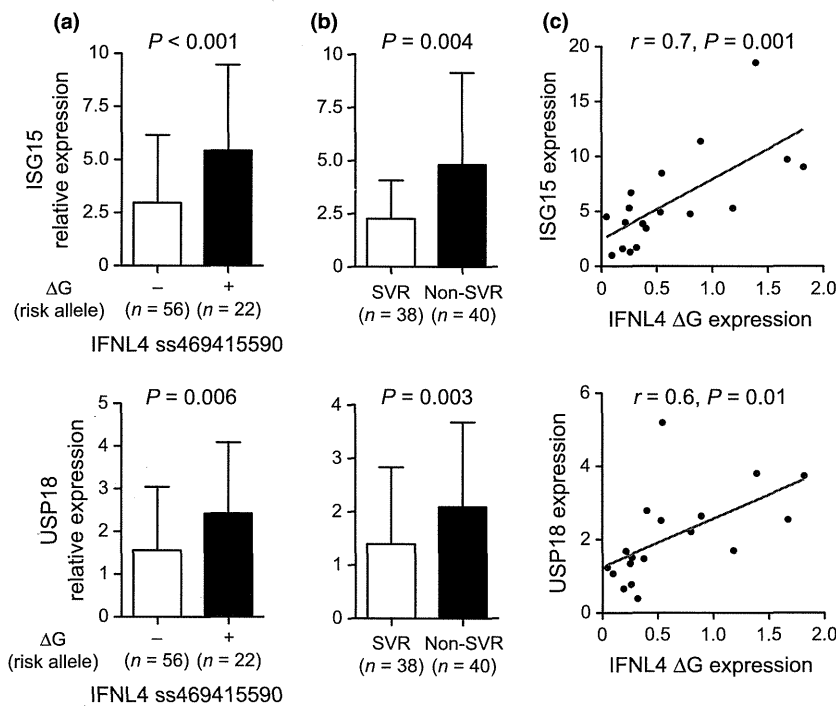 (a)
P < 0.001
10
7.5
5.0
2.5
0
ISG15
relative expression
ΔG
(risk allele)
– +
(n = 56) (n = 22)
IFNL4 ss469415590
(b)
P = 0.004
10
7.5
5.0
2.5
0
SVR Non-SVR
(n = 38) (n = 40)
(c)
r = 0.7, P = 0.001
20
15
10
5
0
ISG15 expression
0 0.5 1.0 1.5 2.0
IFNL4 ΔG expression
P = 0.006
5
4
3
2
1
0
USP18
relative expression
ΔG
(risk allele)
– +
(n = 56) (n = 22)
IFNL4 ss469415590
P = 0.003
4
3
2
1
0
SVR Non-SVR
(n = 38) (n = 40)
r = 0.6, P = 0.01
6
4
2
0
USP18 expression
0 0.5 1.0 1.5 2.0
IFNL4 ΔG expression